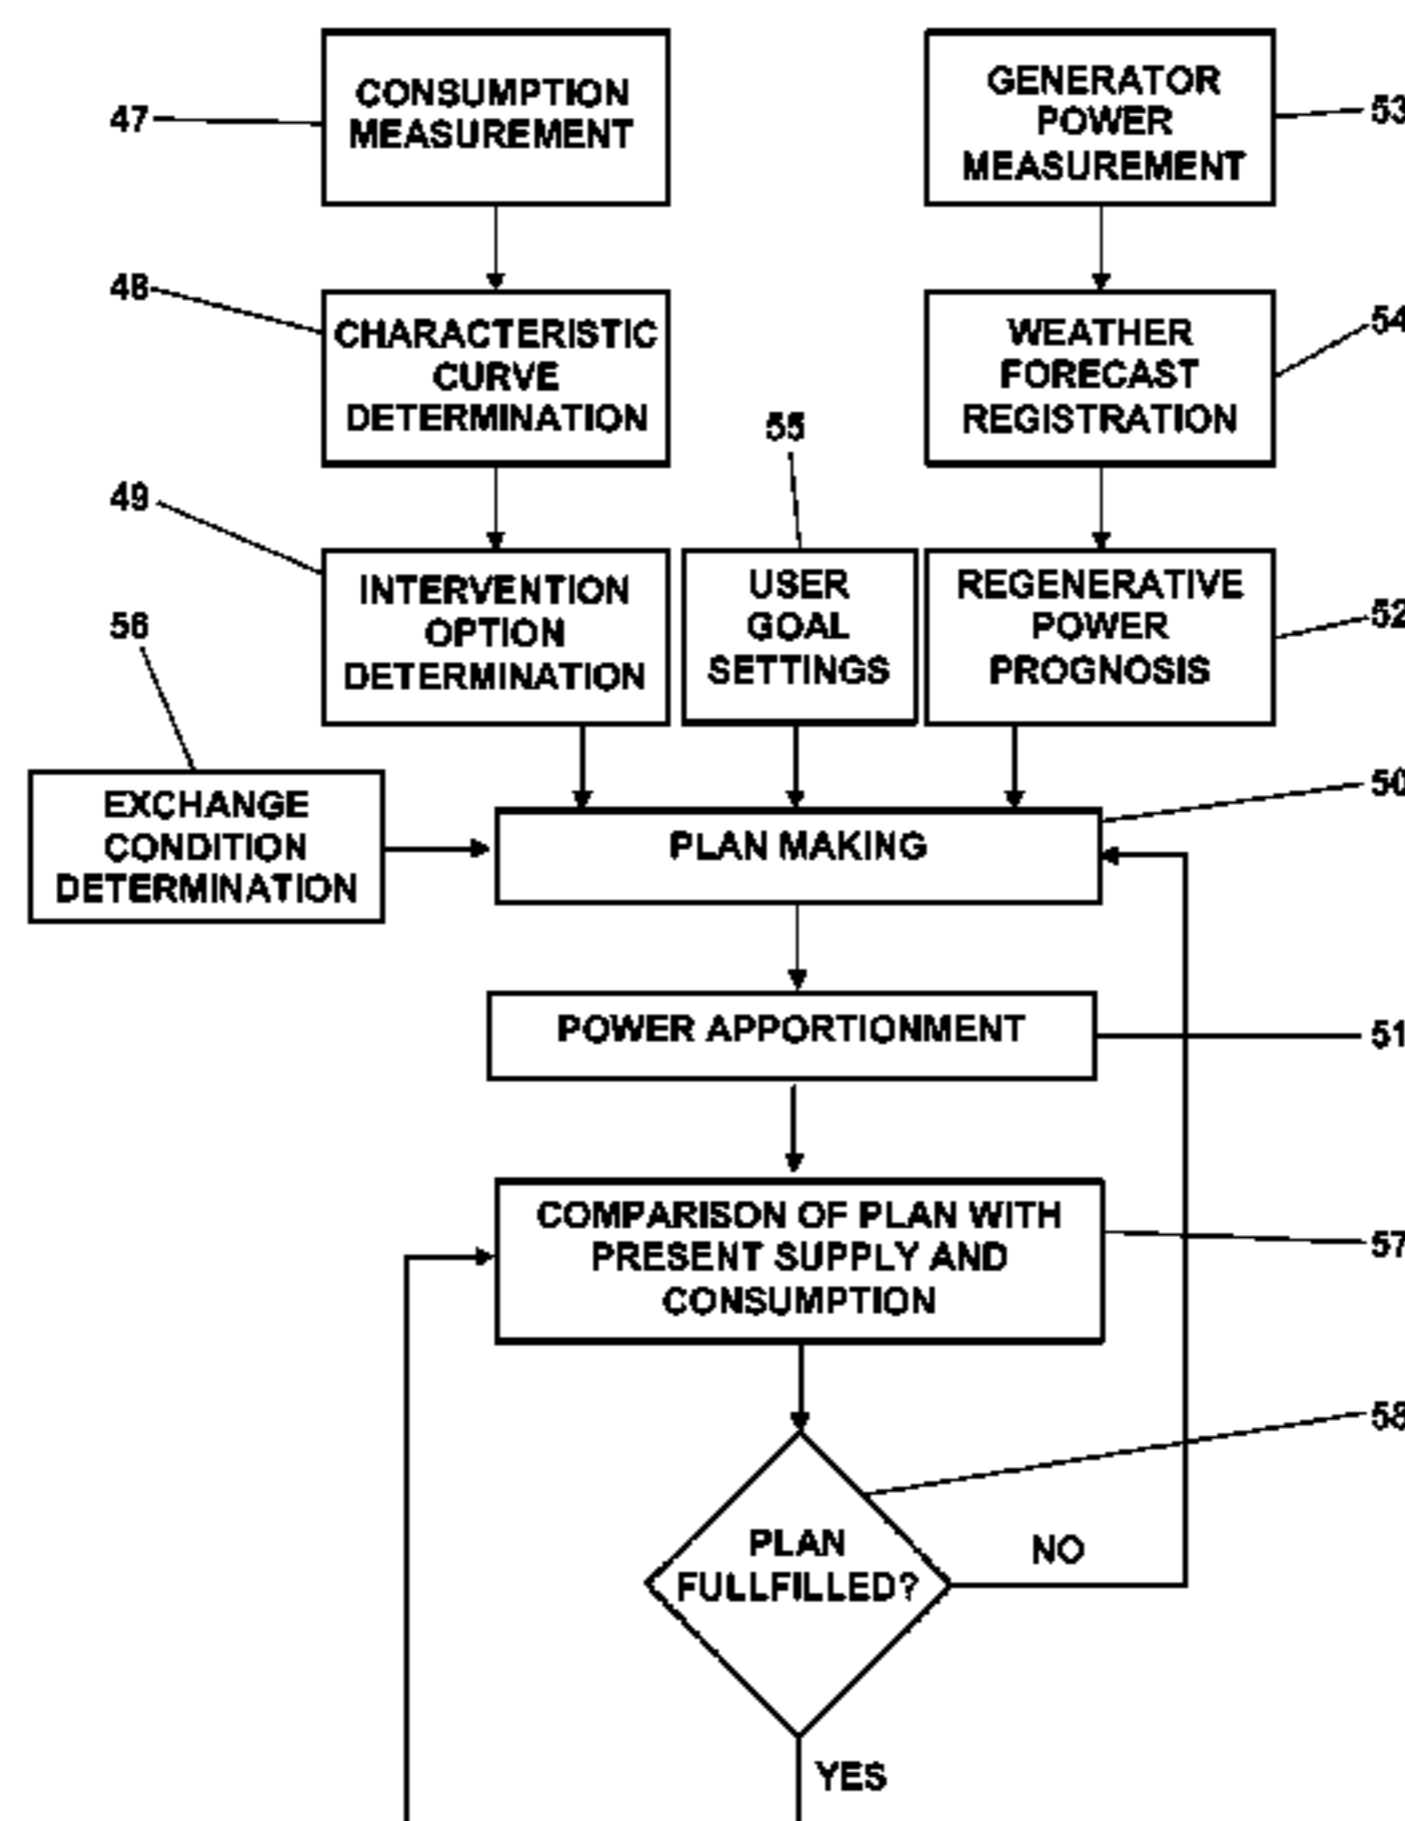 47
CONSUMPTION
MEASUREMENT
GENERATOR
POWER
MEASUREMENT
53
48
CHARACTERISTIC
CURVE
DETERMINATION
WEATHER
FORECAST
REGISTRATION
54
55
49
INTERVENTION
OPTION
DETERMINATION
USER
GOAL
SETTINGS
REGENERATIVE
POWER
PROGNOSIS
52
56
EXCHANGE
CONDITION
DETERMINATION
PLAN MAKING
50
POWER APPORTIONMENT
51
COMPARISON OF PLAN WITH
PRESENT SUPPLY AND
CONSUMPTION
57
58
PLAN
FULLFILLED?
NO
YES